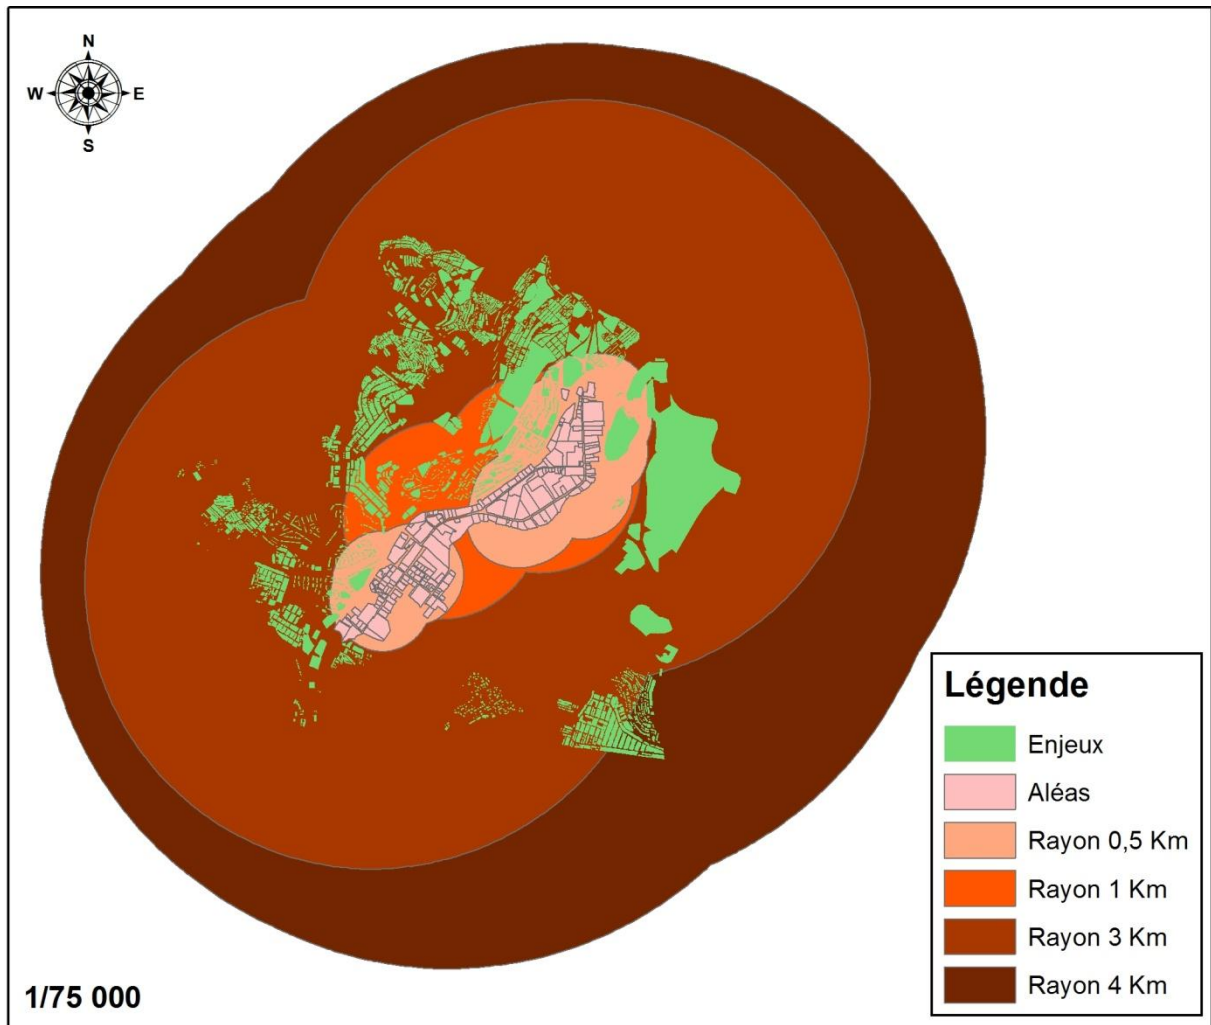 N
W E
S
Légende
Enjeux
Aléas
Rayon 0,5 Km
Rayon 1 Km
Rayon 3 Km
Rayon 4 Km
1/75 000